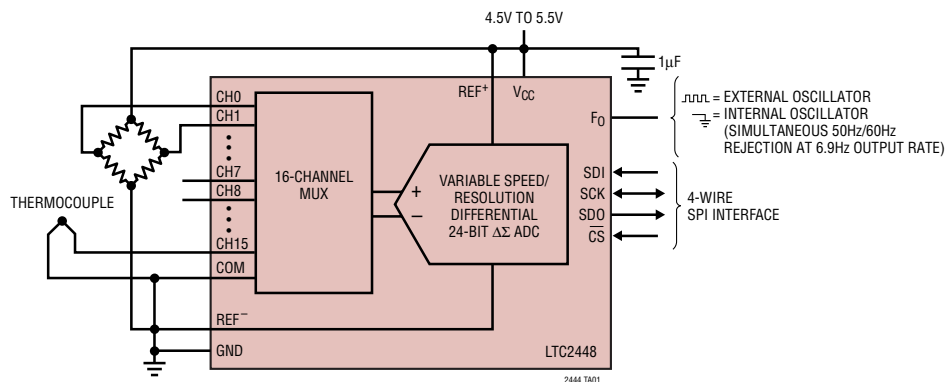 4.5V TO 5.5V
1µF
REF+
VCC
CH0
CH1
CH7
CH8
CH15
COM
REF−
GND
16-CHANNEL
MUX
+
−
VARIABLE SPEED/
RESOLUTION
DIFFERENTIAL
24-BIT ΔΣ ADC
THERMOCOUPLE
FO
= EXTERNAL OSCILLATOR
= INTERNAL OSCILLATOR
(SIMULTANEOUS 50Hz/60Hz
REJECTION AT 6.9Hz OUTPUT RATE)
SDI
SCK
SDO
C̅S̅
4-WIRE
SPI INTERFACE
LTC2448
2444 TA01